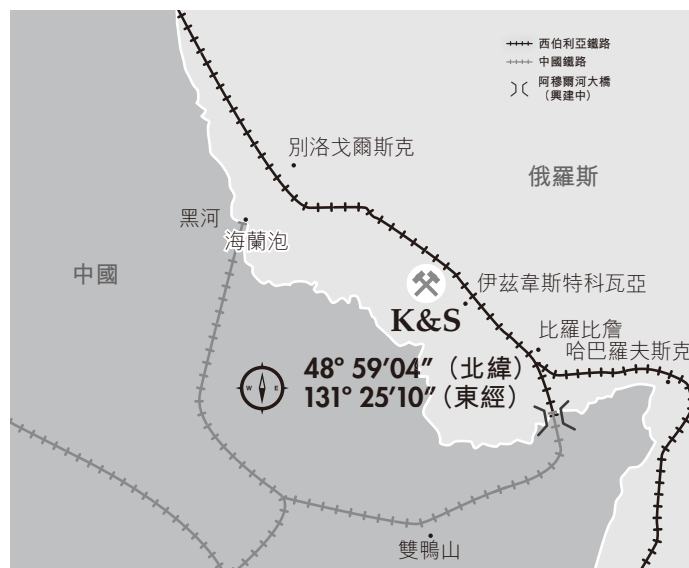 西伯利亞鐵路
中國鐵路
阿穆爾河大橋
（興建中）
別洛戈爾斯克
俄羅斯
黑河
海蘭泡
中國
伊茲韋斯特科瓦亞
K&S
比羅比詹
哈巴羅夫斯克
48° 59′04″（北緯）
131° 25′10″（東經）
W E
雙鴨山